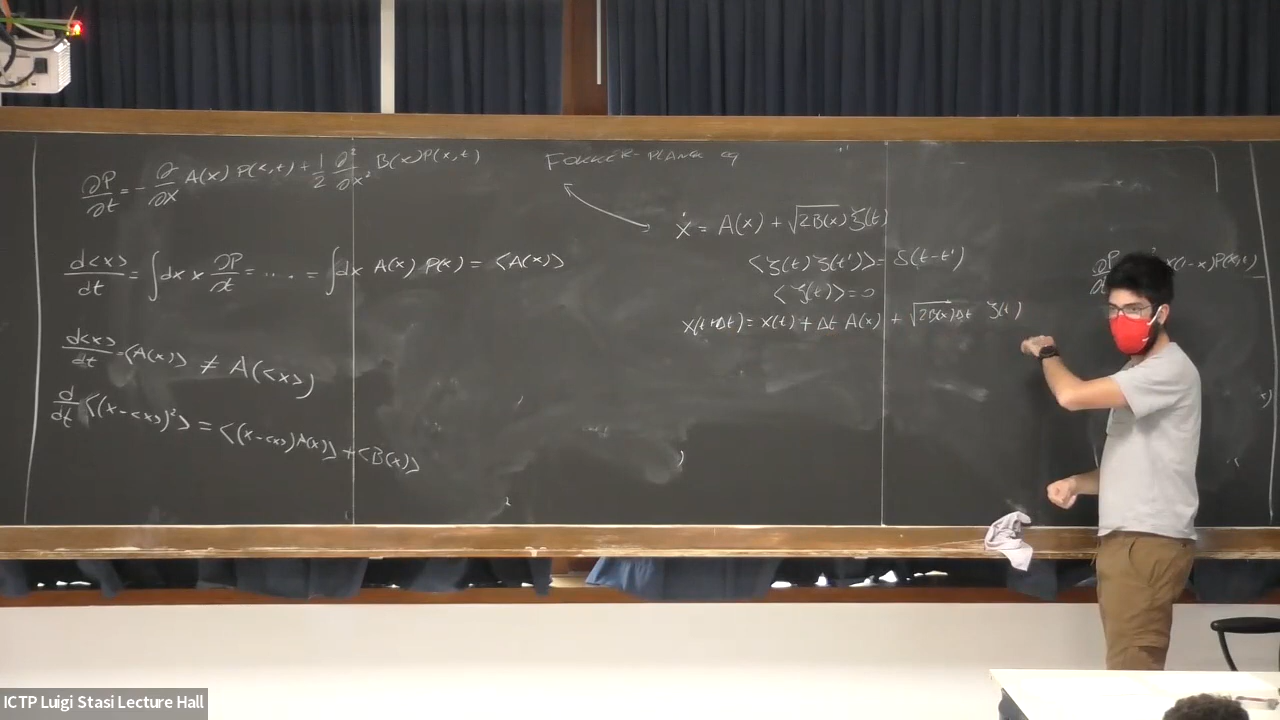 ∂P/∂t = - ∂/∂x A(x) P(x,t) + 1/2 ∂²/∂x² B(x)P(x,t)
FOKKER-PLANCK eq
ẋ = A(x) + √2B(x) ξ(t)
d<x>/dt = ∫dx x ∂P/∂t = ..... = ∫dx A(x) P(x) = <A(x)>
<ξ(t) ξ(t')> = δ(t-t')
<ξ(t)> = 0
x(t+Δt) = x(t) + Δt A(x) + √2B(x)Δt ξ(t)
d<x>/dt = <A(x)> ≠ A(<x>)
d/dt <(x-<x>)²> = <(x-<x>)A(x)> + <B(x)>
x(1-x)P(x,t)
ICTP Luigi Stasi Lecture Hall